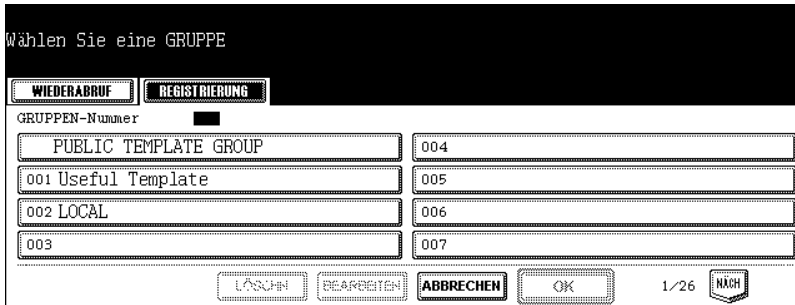 Wählen Sie eine GRUPPE
WIEDERABRUF REGISTRIERUNG
GRUPPEN-Nummer
PUBLIC TEMPLATE GROUP 004
001 Useful Template 005
002 LOCAL 006
003 007
LÖSCHN BEARBEITEN ABBRECHEN OK 1/26 NÄCH